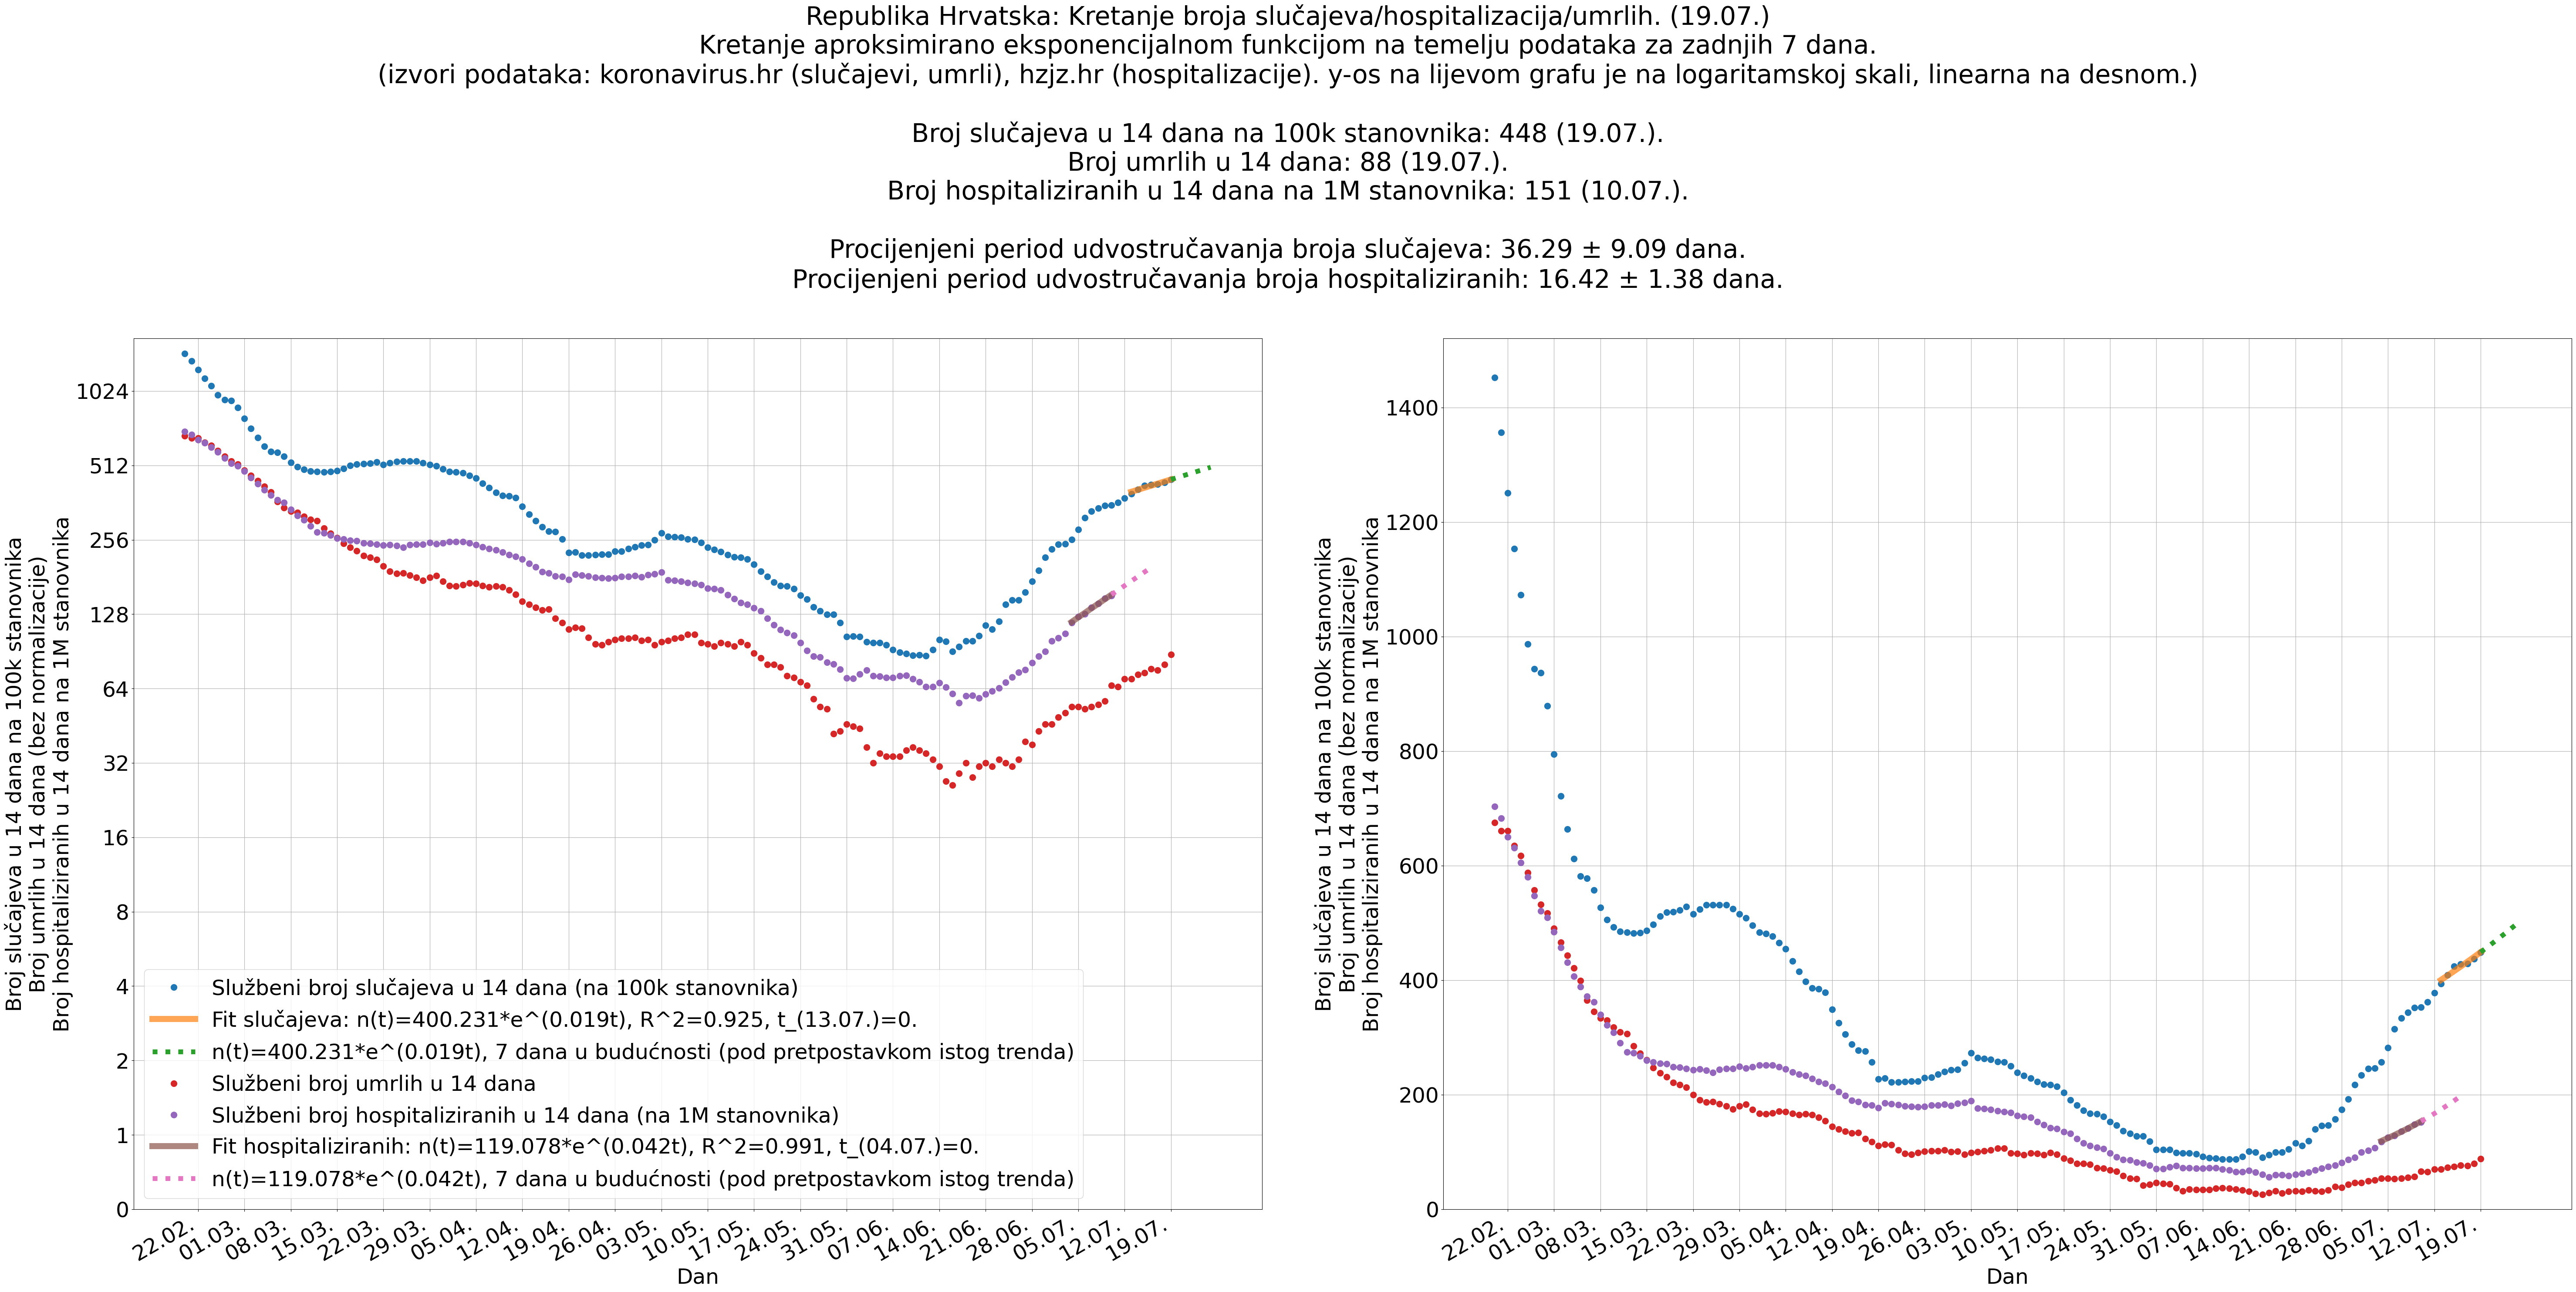 Republika Hrvatska: Kretanje broja slučajeva/hospitalizacija/umrlih. (19.07.)
Kretanje aproksimirano eksponencijalnom funkcijom na temelju podataka za zadnjih 7 dana.
(izvori podataka: koronavirus.hr (slučajevi, umrli), hzjz.hr (hospitalizacije). y-os na lijevom grafu je na logaritamskoj skali, linearna na desnom.)
Broj slučajeva u 14 dana na 100k stanovnika: 448 (19.07.).
Broj umrlih u 14 dana: 88 (19.07.).
Broj hospitaliziranih u 14 dana na 1M stanovnika: 151 (10.07.).
Procijenjeni period udvostručavanja broja slučajeva: 36.29 ± 9.09 dana.
Procijenjeni period udvostručavanja broja hospitaliziranih: 16.42 ± 1.38 dana.
Broj slučajeva u 14 dana na 100k stanovnika
Broj umrlih u 14 dana (bez normalizacije)
Broj hospitaliziranih u 14 dana na 1M stanovnika
1024
512
256
128
64
32
16
8
4
2
1
0
Službeni broj slučajeva u 14 dana (na 100k stanovnika)
Fit slučajeva: n(t)=400.231*e^(0.019t), R^2=0.925, t_(13.07.)=0.
n(t)=400.231*e^(0.019t), 7 dana u budućnosti (pod pretpostavkom istog trenda)
Službeni broj umrlih u 14 dana
Službeni broj hospitaliziranih u 14 dana (na 1M stanovnika)
Fit hospitaliziranih: n(t)=119.078*e^(0.042t), R^2=0.991, t_(04.07.)=0.
n(t)=119.078*e^(0.042t), 7 dana u budućnosti (pod pretpostavkom istog trenda)
22.02. 01.03. 08.03. 15.03. 22.03. 29.03. 05.04. 12.04. 19.04. 26.04. 03.05. 10.05. 17.05. 24.05. 31.05. 07.06. 14.06. 21.06. 28.06. 05.07. 12.07. 19.07.
Dan
Broj slučajeva u 14 dana na 100k stanovnika
Broj umrlih u 14 dana (bez normalizacije)
Broj hospitaliziranih u 14 dana na 1M stanovnika
1400
1200
1000
800
600
400
200
0
22.02. 01.03. 08.03. 15.03. 22.03. 29.03. 05.04. 12.04. 19.04. 26.04. 03.05. 10.05. 17.05. 24.05. 31.05. 07.06. 14.06. 21.06. 28.06. 05.07. 12.07. 19.07.
Dan